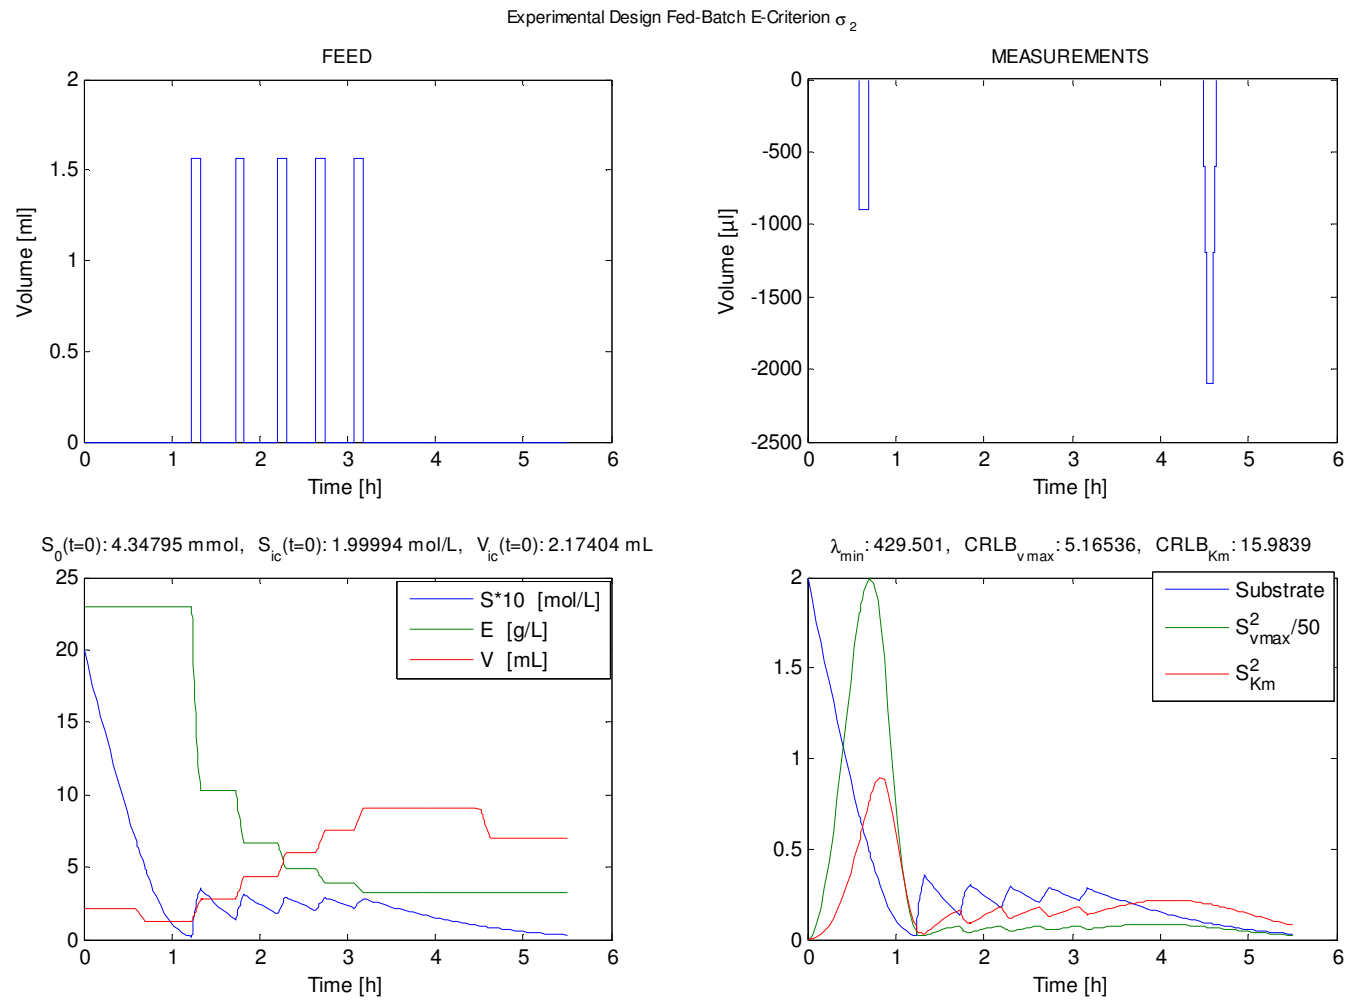 Experimental Design Fed-Batch E-Criterion σ2
FEED
2
1.5
1
0.5
0
Volume [ml]
0 1 2 3 4 5 6
Time [h]
MEASUREMENTS
0
-500
-1000
-1500
-2000
-2500
Volume [µl]
0 1 2 3 4 5 6
Time [h]
S0(t=0): 4.34795 mmol, Sic(t=0): 1.99994 mol/L, Vic(t=0): 2.17404 mL
25
20
15
10
5
0
S*10 [mol/L]
E [g/L]
V [mL]
0 1 2 3 4 5 6
Time [h]
λmin: 429.501, CRLBvmax: 5.16536, CRLBKm: 15.9839
2
1.5
1
0.5
0
Substrate
S²vmax/50
S²Km
0 1 2 3 4 5 6
Time [h]